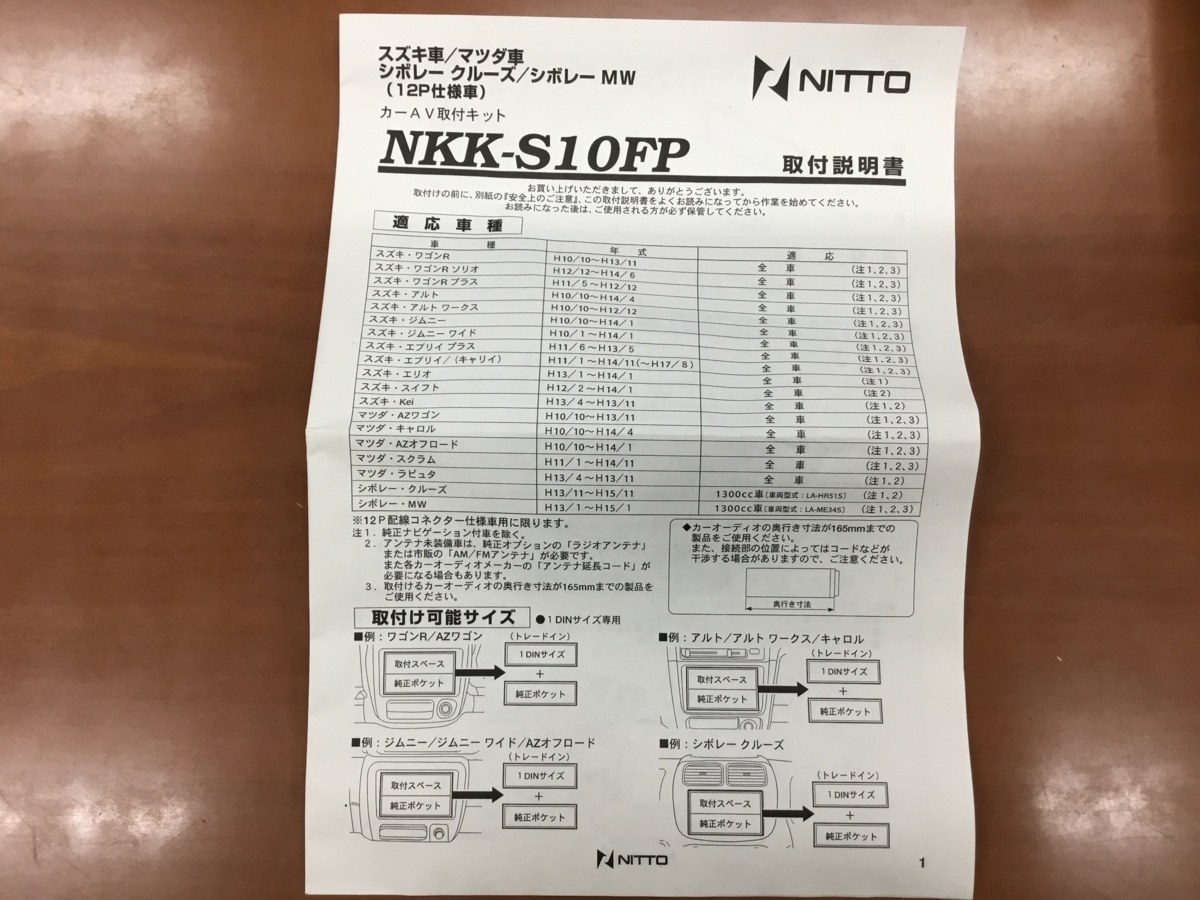 スズキ車／マツダ車
シボレー クルーズ／シボレー MW
（12P仕様車）
NITTO
カーAV取付キット
NKK-S10FP
取付説明書
お買い上げいただきまして、ありがとうございます。
取付けの前に、別紙の『安全上のご注意』、この取付説明書をよくお読みになってから作業を始めてください。
お読みになった後は、ご使用される方が必ず保管してください。
適応車種
車　種 年　式 適　応
スズキ・ワゴンR H10／10～H13／11 全　車 （注1,2,3）
スズキ・ワゴンR ソリオ H12／12～H14／6 全　車 （注1,2,3）
スズキ・ワゴンR プラス H11／5～H12／12 全　車 （注1,2,3）
スズキ・アルト H10／10～H14／4 全　車 （注1,2,3）
スズキ・アルト ワークス H10／10～H12／12 全　車 （注1,2,3）
スズキ・ジムニー H10／10～H14／1 全　車 （注1,2,3）
スズキ・ジムニー ワイド H10／1～H14／1 全　車 （注1,2,3）
スズキ・エブリイ プラス H11／6～H13／5 全　車 （注1,2,3）
スズキ・エブリイ／（キャリイ） H11／1～H14／11（～H17／8） 全　車 （注1,2,3）
スズキ・エリオ H13／1～H14／1 全　車 （注1）
スズキ・スイフト H12／2～H14／1 全　車 （注2）
スズキ・Kei H13／4～H13／11 全　車 （注1,2）
マツダ・AZワゴン H10／10～H13／11 全　車 （注1,2,3）
マツダ・キャロル H10／10～H14／4 全　車 （注1,2,3）
マツダ・AZオフロード H10／10～H14／1 全　車 （注1,2,3）
マツダ・スクラム H11／1～H14／11 全　車 （注1,2,3）
マツダ・ラピュタ H13／4～H13／11 全　車 （注1,2）
シボレー・クルーズ H13／11～H15／11 1300cc車［車両型式：LA-HR51S］ （注1,2）
シボレー・MW H13／1～H15／1 1300cc車［車両型式：LA-ME34S］ （注1,2,3）
※12P配線コネクター仕様車用に限ります。
注1．純正ナビゲーション付車を除く。
2．アンテナ未装備車は、純正オプションの「ラジオアンテナ」
または市販の「AM/FMアンテナ」が必要です。
また各カーオーディオメーカーの「アンテナ延長コード」が
必要になる場合もあります。
3．取付けるカーオーディオの奥行き寸法が165mmまでの製品を
ご使用ください。
◆カーオーディオの奥行き寸法が165mmまでの
製品をご使用ください。
また、接続部の位置によってはコードなどが
干渉する場合がありますので、ご注意ください。
奥行き寸法
取付け可能サイズ ●1DINサイズ専用
■例：ワゴンR／AZワゴン
（トレードイン）
取付スペース
純正ポケット
1DINサイズ
＋
純正ポケット
■例：アルト／アルト ワークス／キャロル
（トレードイン）
取付スペース
純正ポケット
1DINサイズ
＋
純正ポケット
■例：ジムニー／ジムニー ワイド／AZオフロード
（トレードイン）
取付スペース
純正ポケット
1DINサイズ
＋
純正ポケット
■例：シボレー クルーズ
（トレードイン）
取付スペース
純正ポケット
1DINサイズ
＋
純正ポケット
NITTO
1